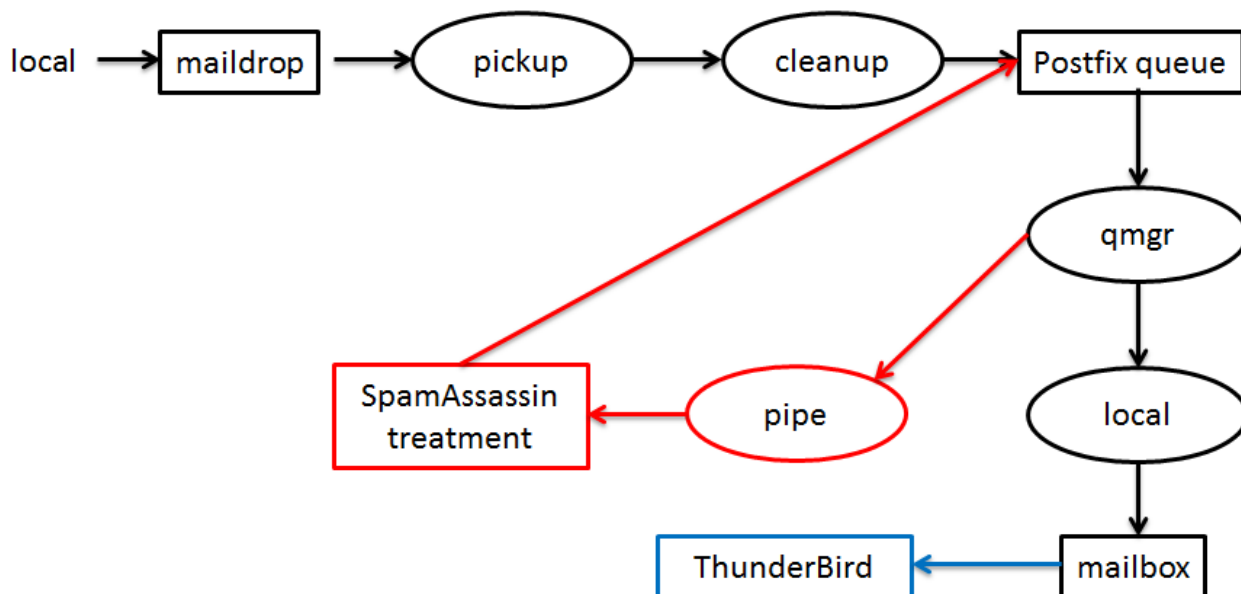 local
maildrop
pickup
cleanup
Postfix queue
qmgr
SpamAssassin
treatment
pipe
local
ThunderBird
mailbox